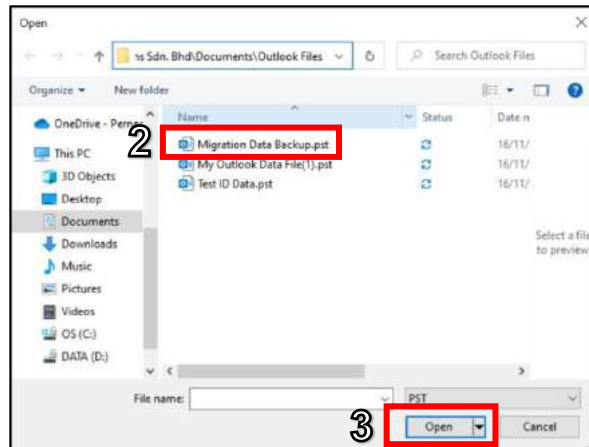 Open
ns Sdn. Bhd\Documents\Outlook Files
Search Outlook Files
Organize
New folder
Name
Status
Date n
OneDrive - Pernas
2
Migration Data Backup.pst
16/11/
This PC
My Outlook Data File(1).pst
16/11/
3D Objects
Test ID Data.pst
16/11/
Desktop
Documents
Downloads
Select a file
to preview
Music
Pictures
Videos
OS (C:)
DATA (D:)
File name:
PST
3
Open
Cancel